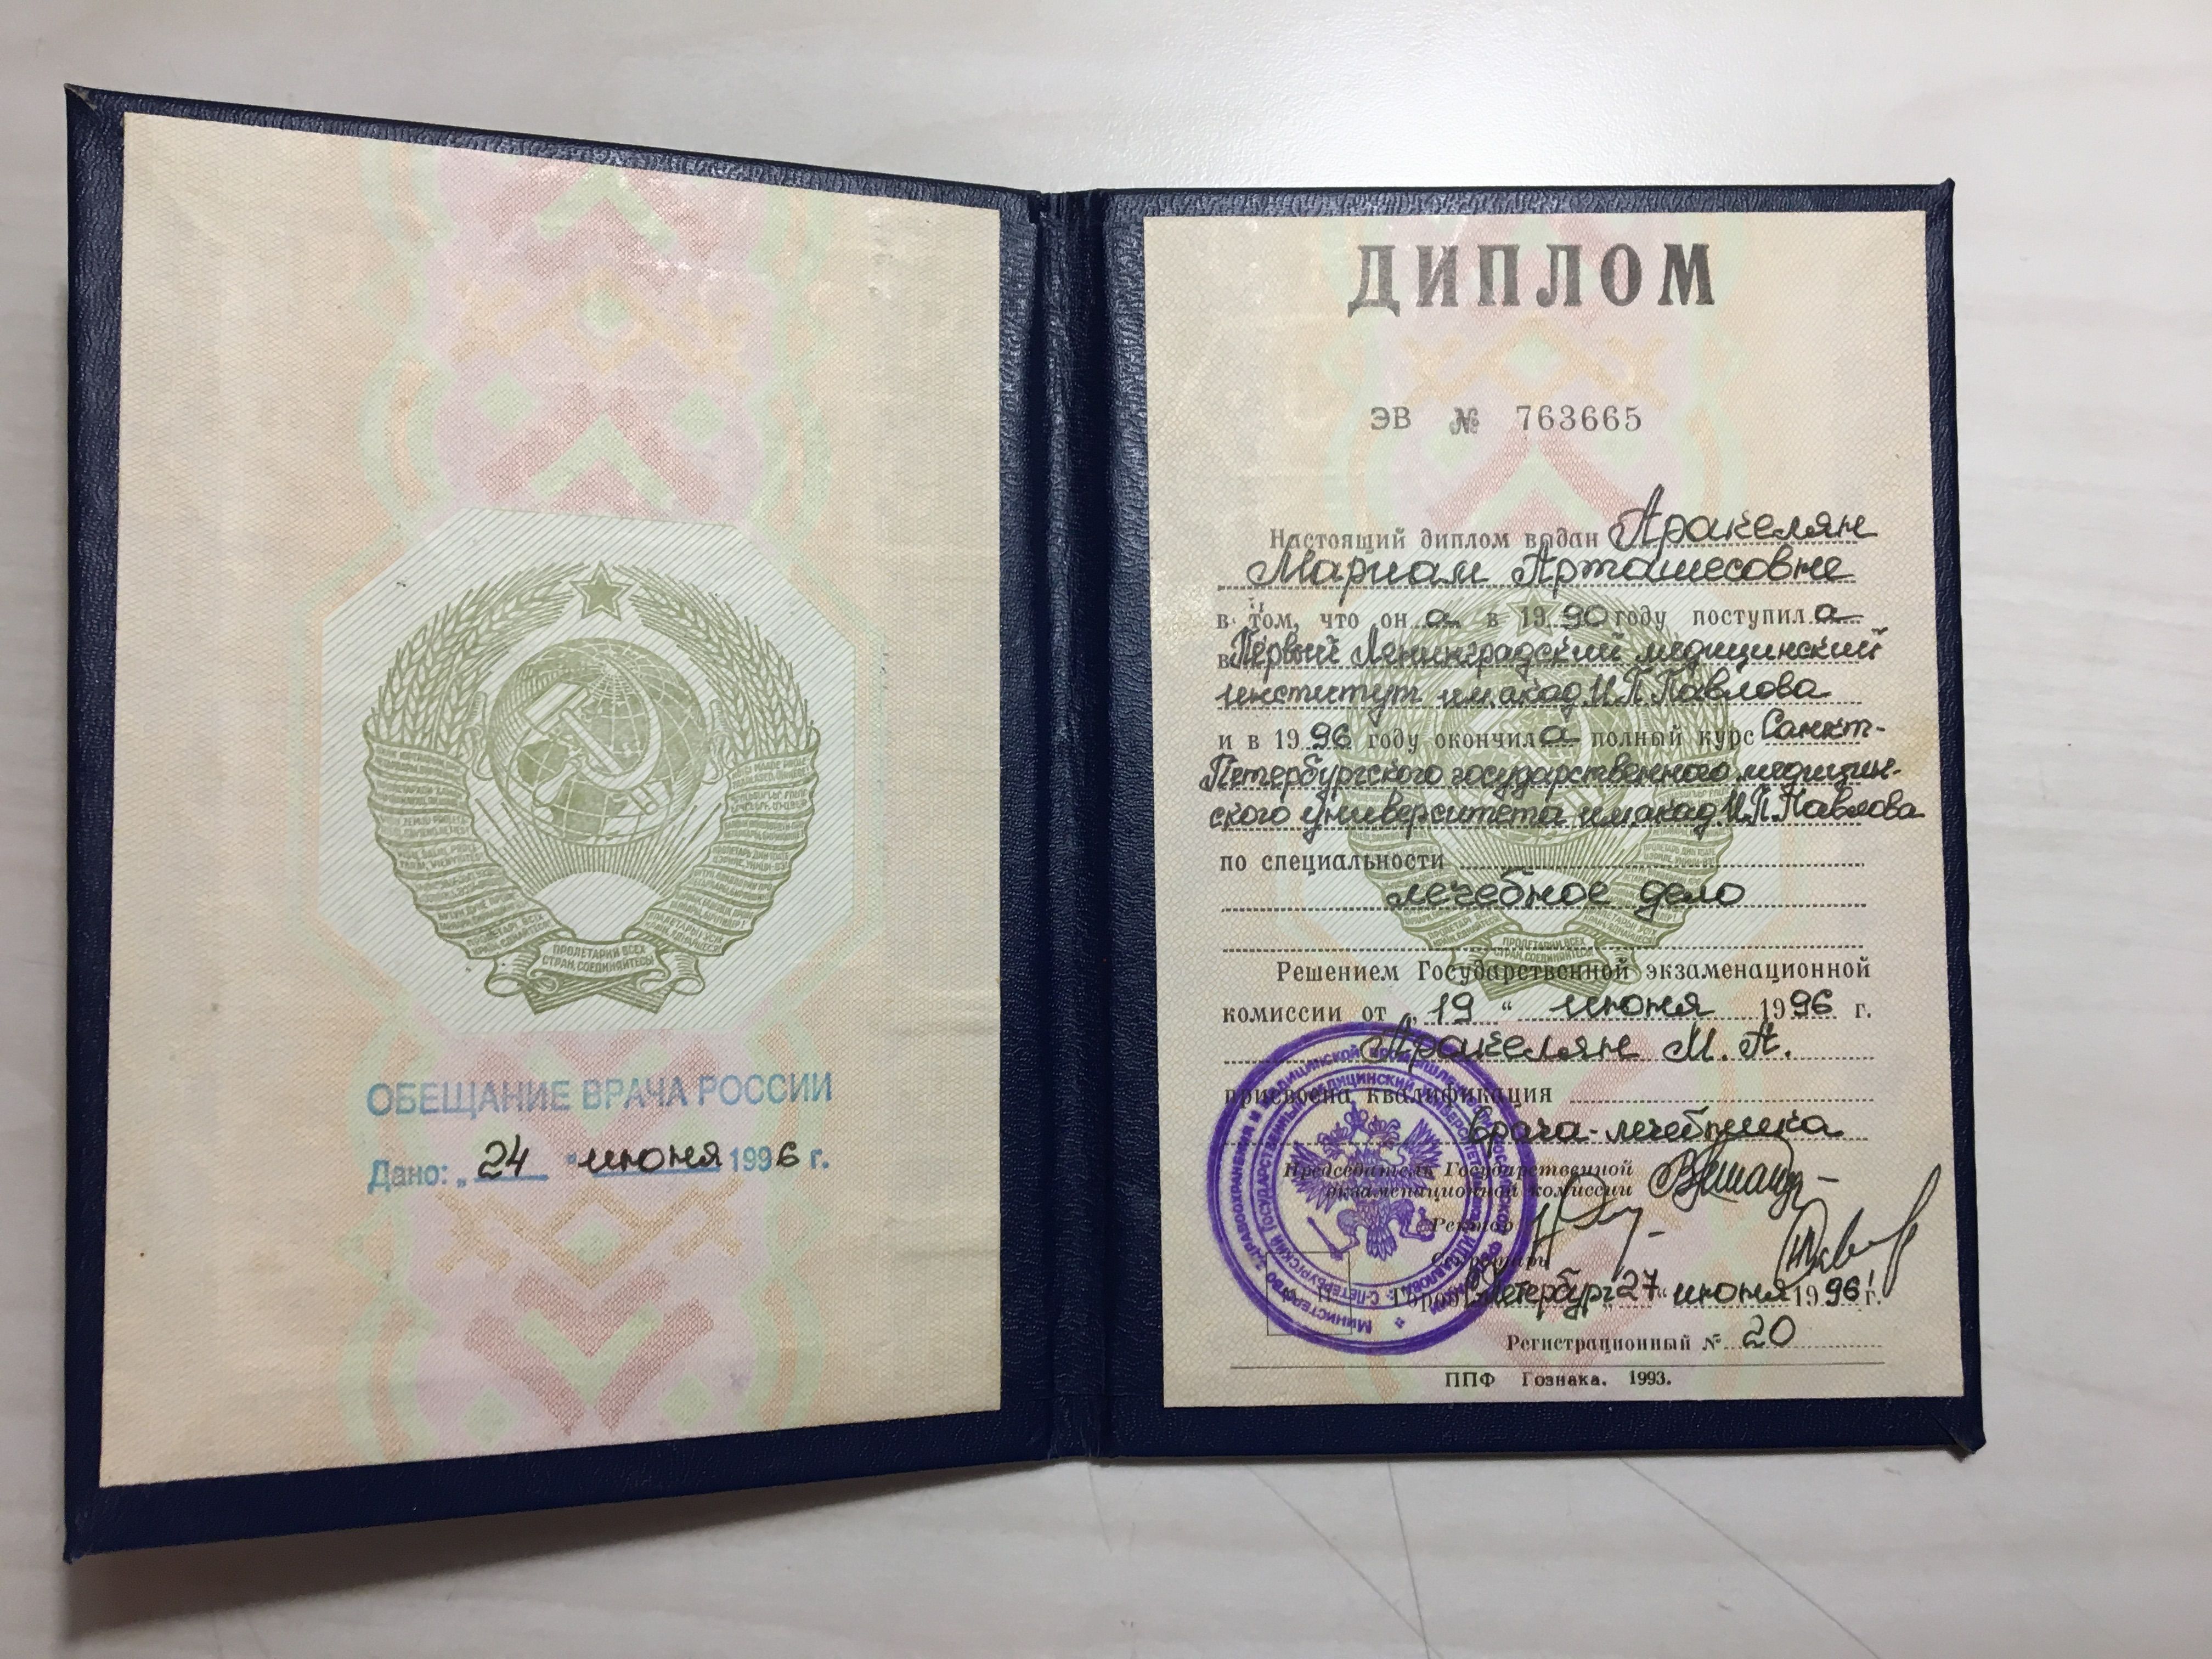 ПРОЛЕТАРИИ ВСЕХ
СТРАН, СОЕДИНЯЙТЕСЬ!
ОБЕЩАНИЕ ВРАЧА РОССИИ
Дано: „24" июня 1996 г.
ДИПЛОМ
ЭВ № 763665
Настоящий диплом выдан Аракелян
Мариам Арташесовне
в том, что она в 1990 году поступила
в Первый Ленинградский медицинский
институт им.акад.И.П.Павлова
и в 1996 году окончила полный курс Санкт-
Петербургского государственного медицин-
ского университета им.акад.И.П.Павлова
по специальности
лечебное дело
Решением Государственной экзаменационной
комиссии от „19" июня 1996 г.
Аракелян М.А.
присвоена квалификация
врача-лечебника
Председатель Государственной
экзаменационной комиссии
Ректор
Секретарь
Город С.Петербург 27 " июня 1996 г.
Регистрационный № 20
ППФ Гознака. 1993.